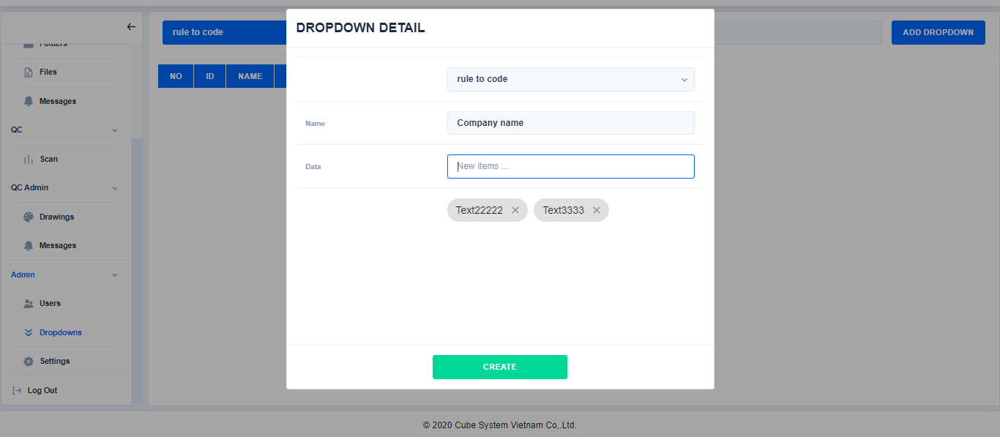 DROPDOWN DETAIL
rule to code
ADD DROPDOWN
Folders
NO
ID
NAME
rule to code
Files
Messages
Name
Company name
QC
Scan
Data
New items ...
QC Admin
Text22222
Text3333
Drawings
Messages
Admin
Users
Dropdowns
Settings
CREATE
Log Out
© 2020 Cube System Vietnam Co,.Ltd.